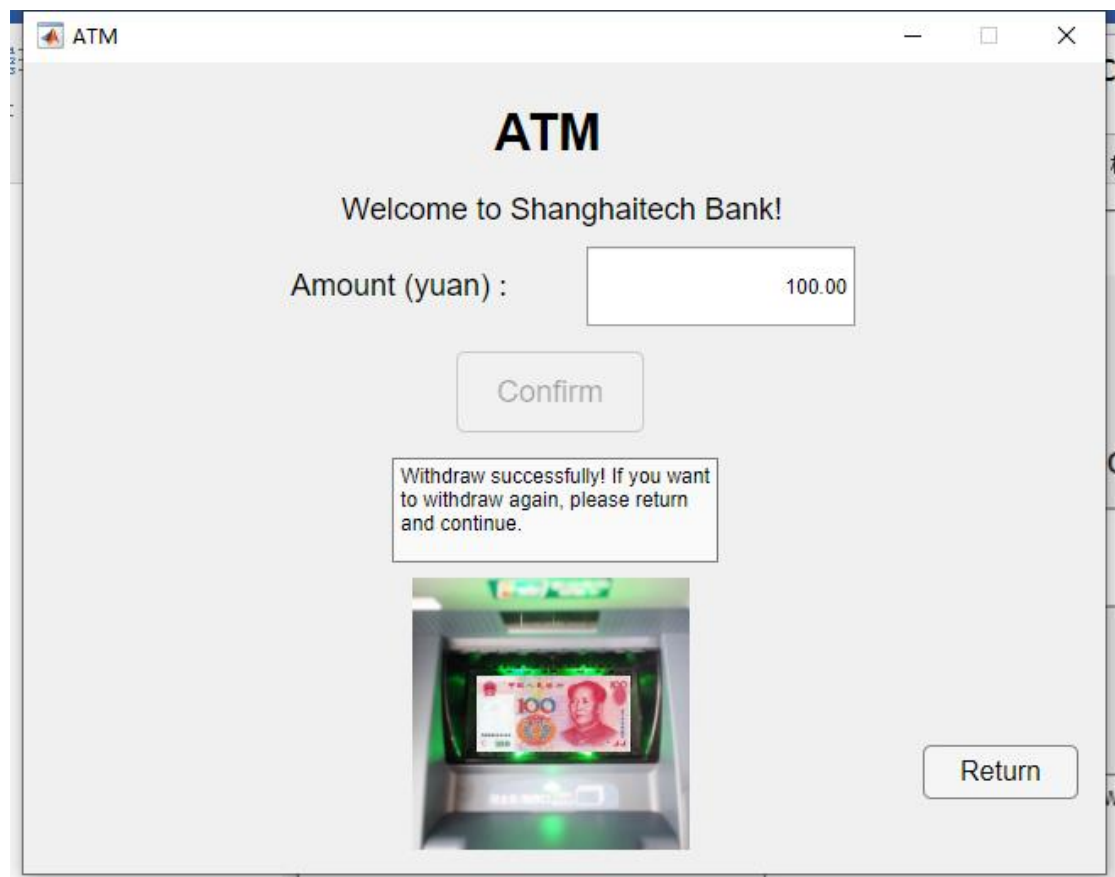 ATM
ATM
Welcome to Shanghaitech Bank!
Amount (yuan) :
100.00
Confirm
Withdraw successfully! If you want
to withdraw again, please return
and continue.
100
100
Return